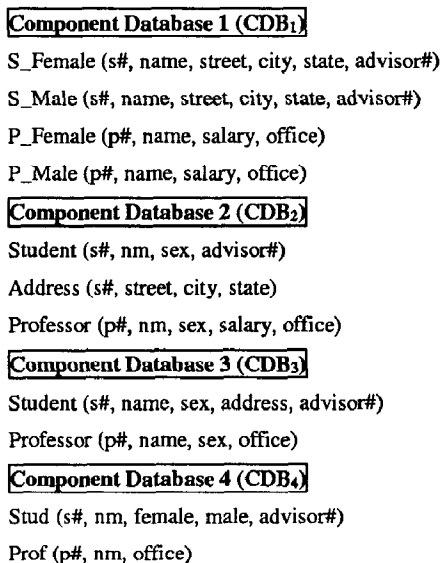 Component Database 1 (CDB1)
S_Female (s#, name, street, city, state, advisor#)
S_Male (s#, name, street, city, state, advisor#)
P_Female (p#, name, salary, office)
P_Male (p#, name, salary, office)
Component Database 2 (CDB2)
Student (s#, nm, sex, advisor#)
Address (s#, street, city, state)
Professor (p#, nm, sex, salary, office)
Component Database 3 (CDB3)
Student (s#, name, sex, address, advisor#)
Professor (p#, name, sex, office)
Component Database 4 (CDB4)
Stud (s#, nm, female, male, advisor#)
Prof (p#, nm, office)